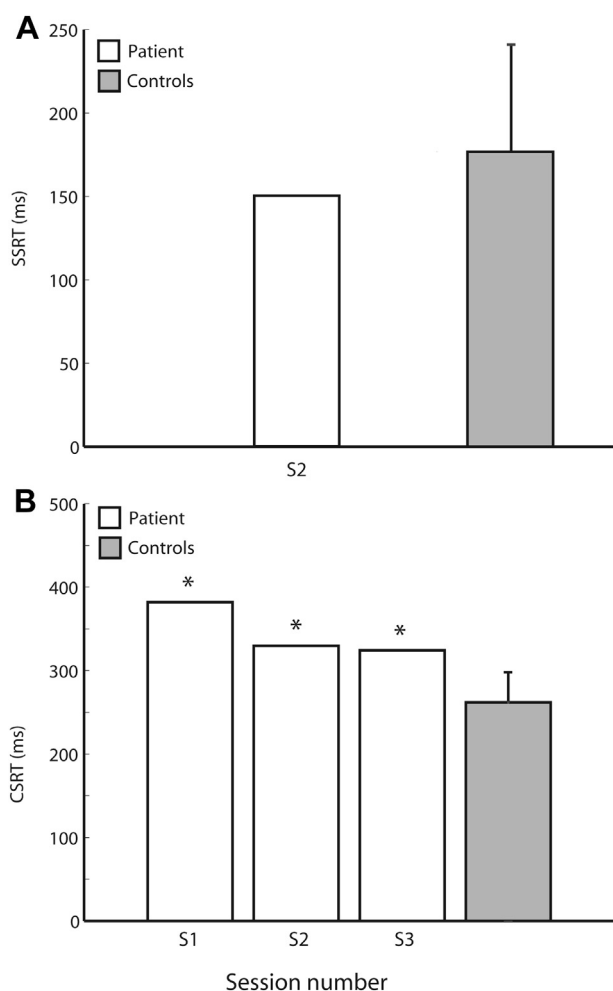 A
250
Patient
Controls
200
150
100
50
0
SSRT (ms)
S2
B
500
Patient
Controls
400
*
*
*
300
200
100
0
CSRT (ms)
S1 S2 S3
Session number